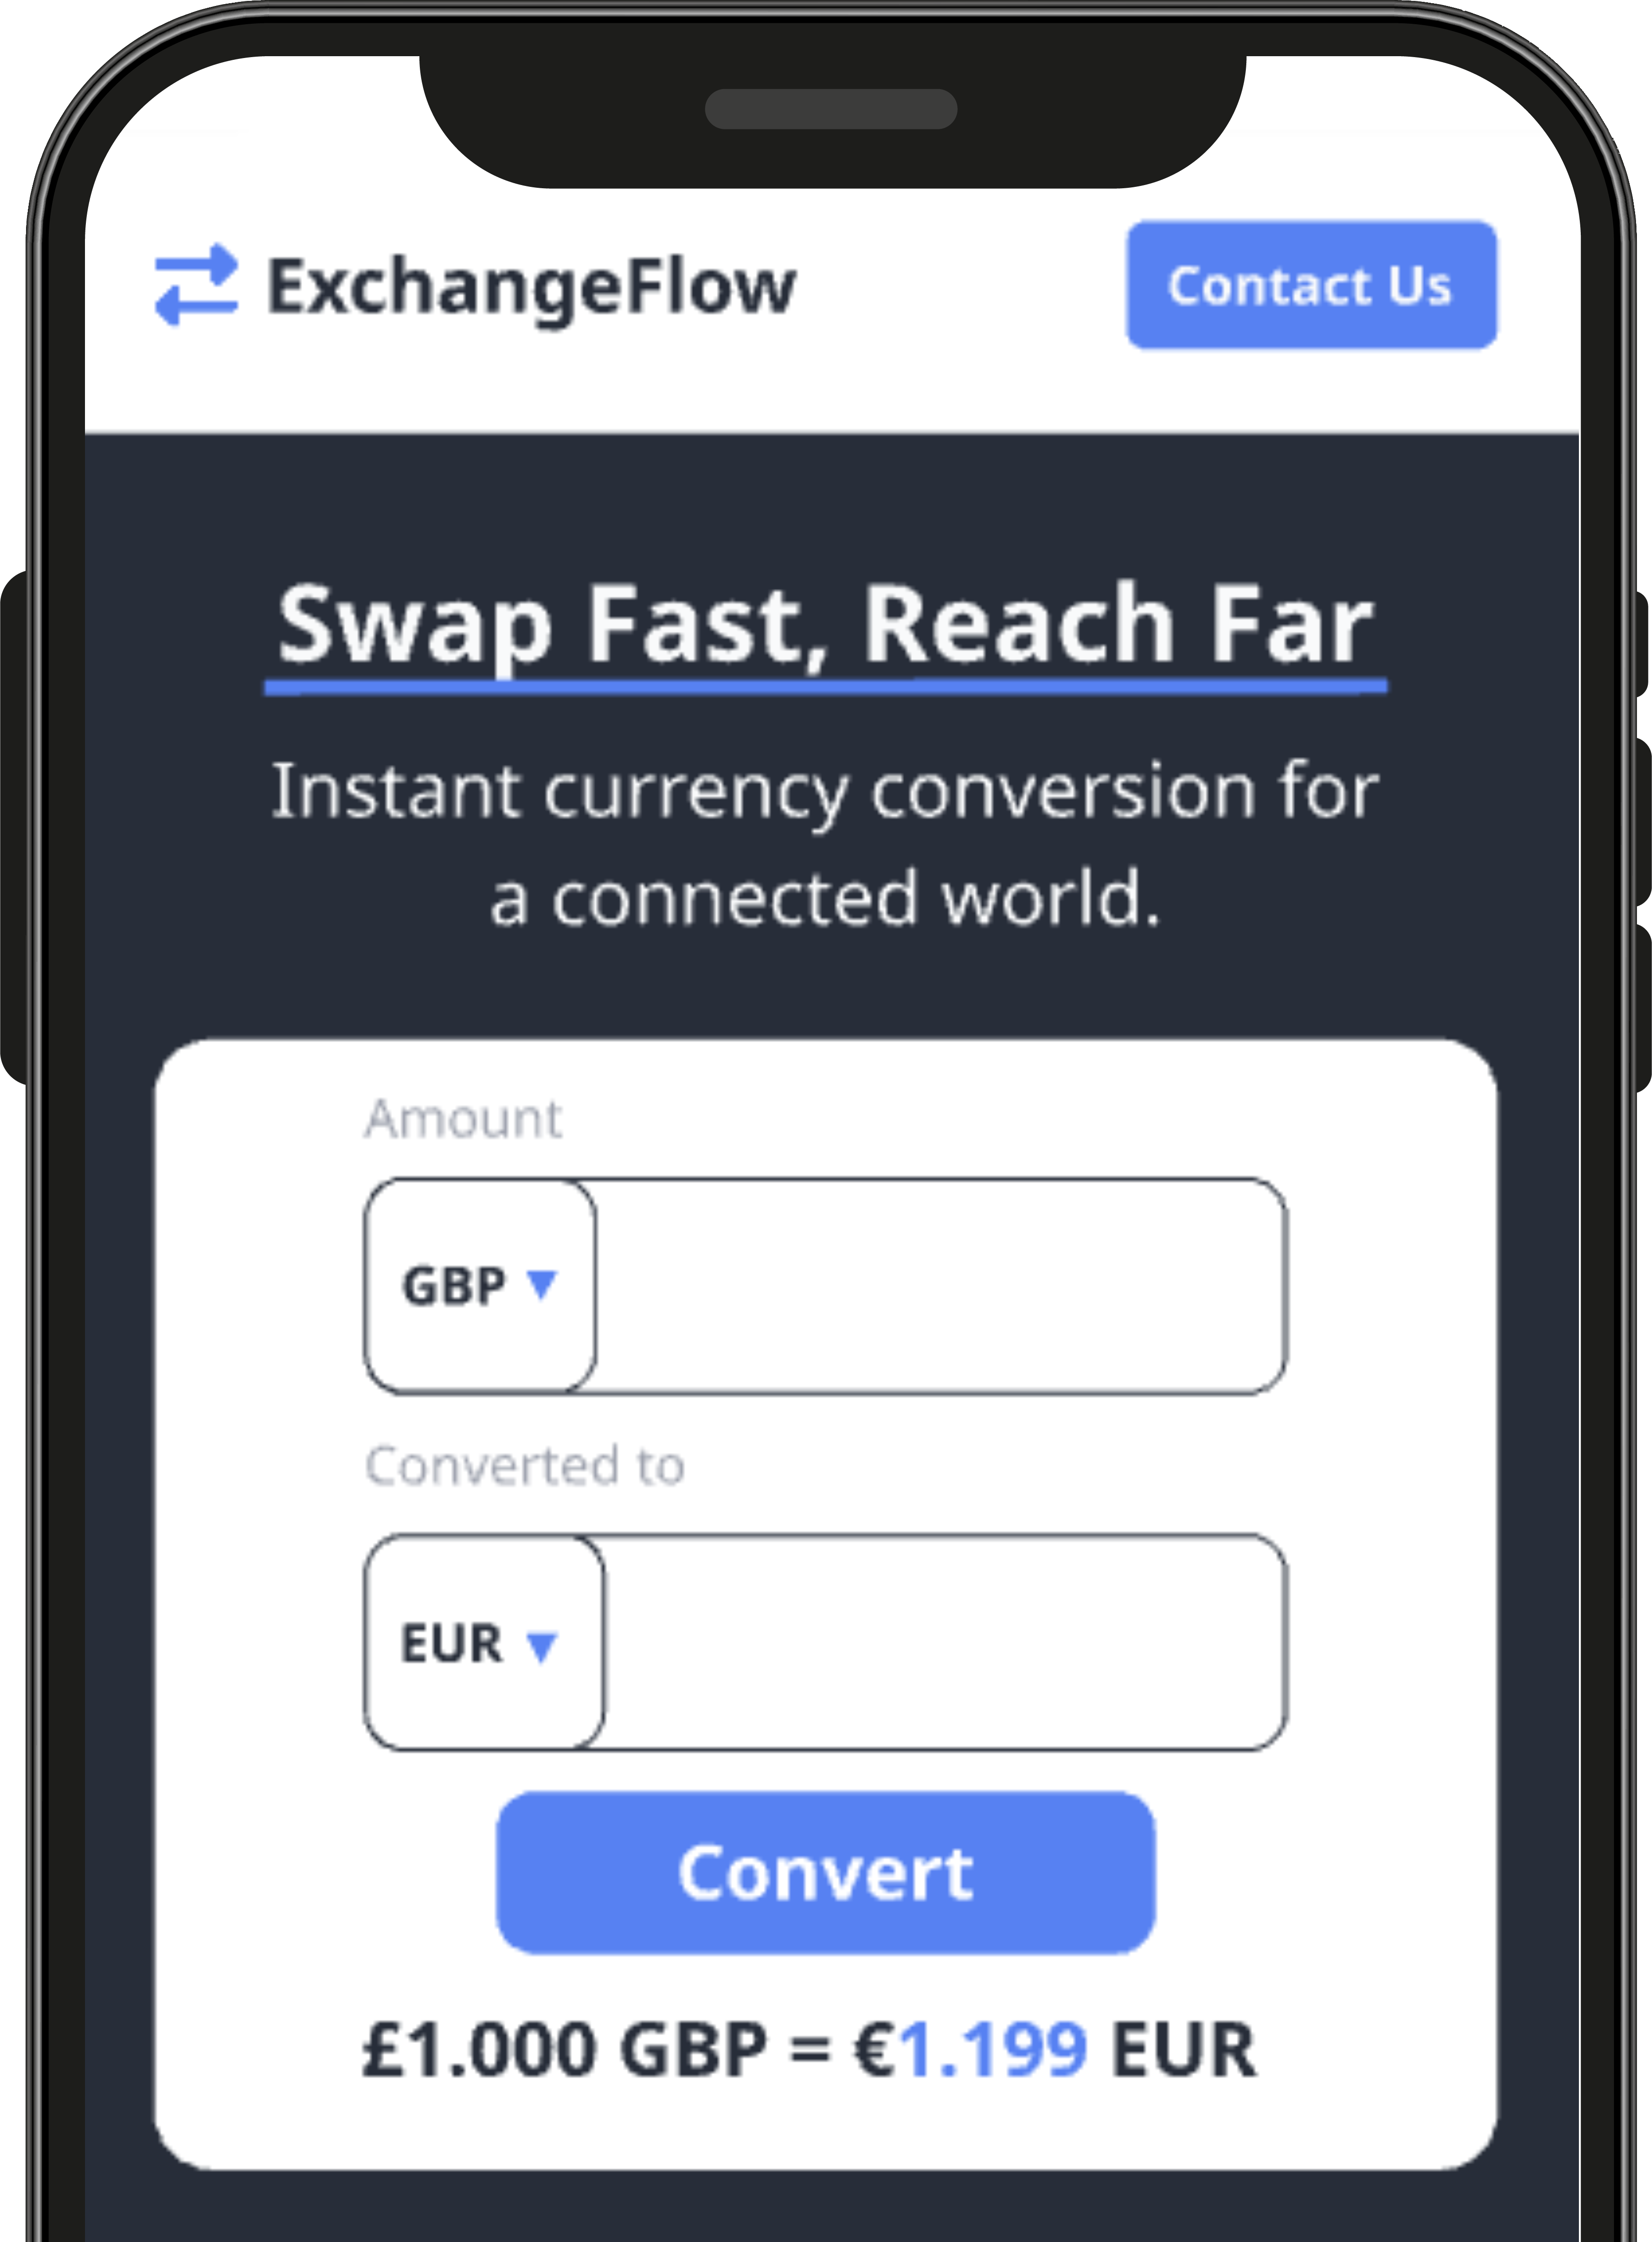 ExchangeFlow
Contact Us
Swap Fast, Reach Far
Instant currency conversion for
a connected world.
Amount
GBP ▼
Converted to
EUR ▼
Convert
£1.000 GBP = €1.199 EUR